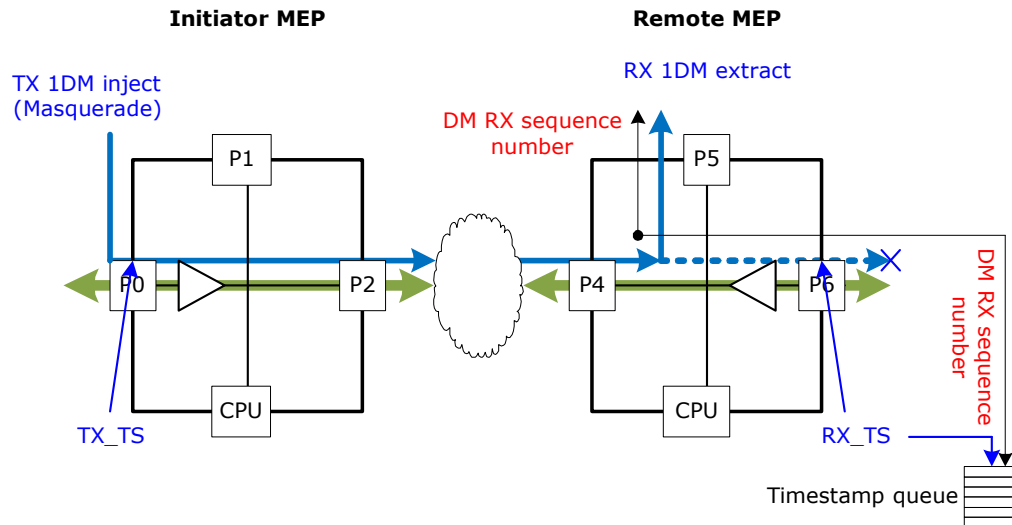 Initiator MEP
Remote MEP
TX 1DM inject
(Masquerade)
RX 1DM extract
DM RX sequence
number
P1
P5
P0
P2
P4
P6
DM RX sequence
number
CPU
CPU
TX_TS
RX_TS
Timestamp queue